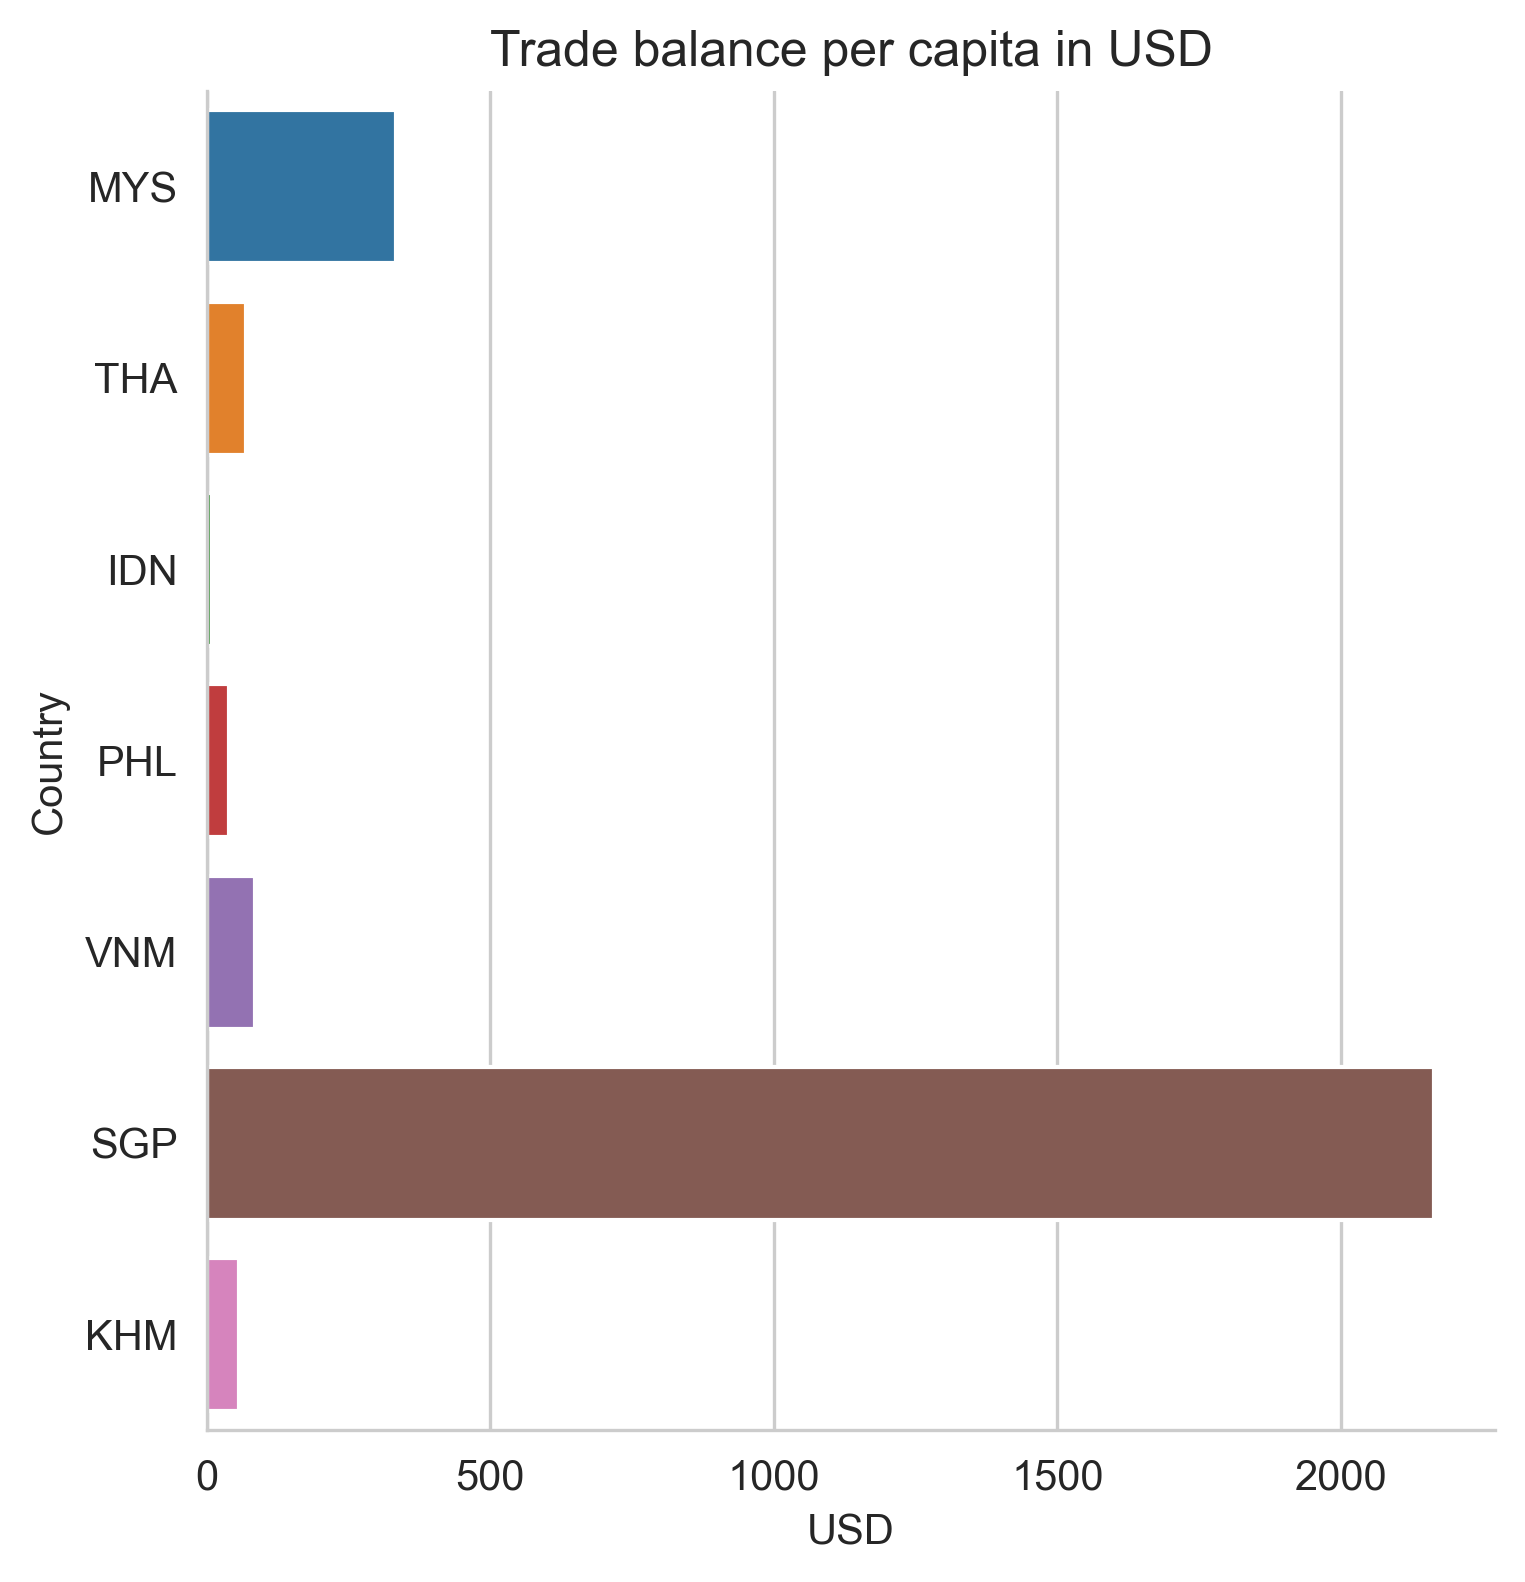 Trade balance per capita in USD
Country
MYS
THA
IDN
PHL
VNM
SGP
KHM
0 500 1000 1500 2000
USD